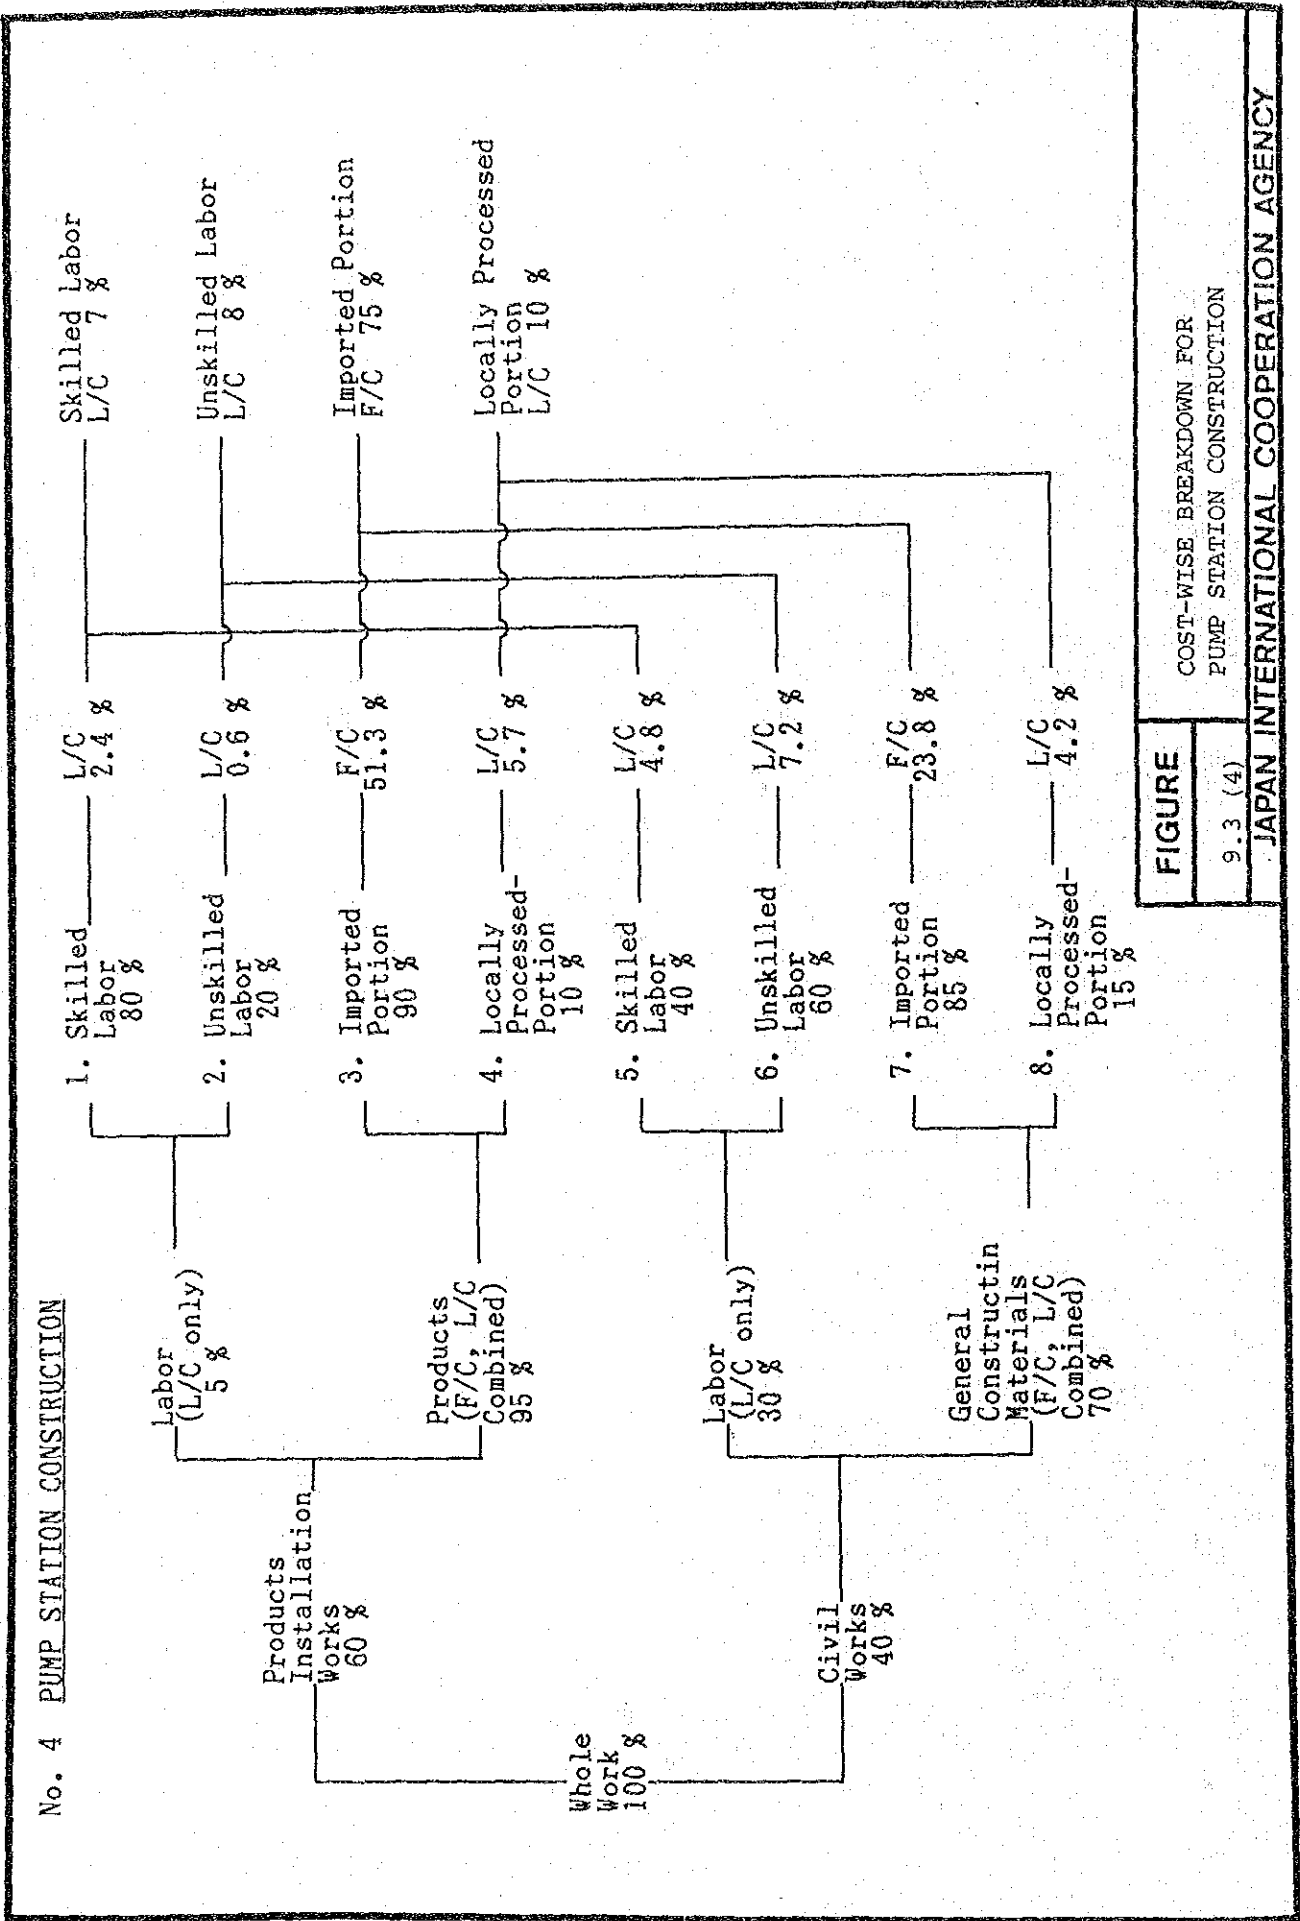 No. 4 PUMP STATION CONSTRUCTION
Whole
Work
100 %
Products
Installation
Works
60 %
Civil
Works
40 %
Labor
(L/C only)
5 %
Products
(F/C, L/C
Combined)
95 %
Labor
(L/C only)
30 %
General
Constructin
Materials
(F/C, L/C
Combined)
70 %
1. Skilled
Labor
80 %
2. Unskilled
Labor
20 %
3. Imported
Portion
90 %
4. Locally
Processed-
Portion
10 %
5. Skilled
Labor
40 %
6. Unskilled
Labor
60 %
7. Imported
Portion
85 %
8. Locally
Processed-
Portion
15 %
L/C
2.4 %
L/C
0.6 %
F/C
51.3 %
L/C
5.7 %
L/C
4.8 %
L/C
7.2 %
F/C
23.8 %
L/C
4.2 %
Skilled Labor
L/C 7 %
Unskilled Labor
L/C 8 %
Imported Portion
F/C 75 %
Locally Processed
Portion
L/C 10 %
FIGURE
9.3 (4)
COST-WISE BREAKDOWN FOR
PUMP STATION CONSTRUCTION
JAPAN INTERNATIONAL COOPERATION AGENCY